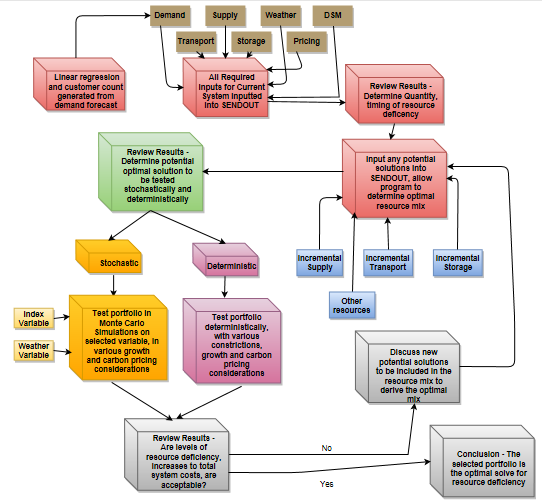 Demand
Supply
Weather
DSM
Transport
Storage
Pricing
Linear regression
and customer count
generated from
demand forecast
All Required
Inputs for Current
System Inputted
into SENDOUT
Review Results -
Determine Quantity,
timing of resource
deficency
Review Results -
Determine potential
optimal solution to
be tested
stochastically and
deterministically
Input any potential
solutions into
SENDOUT, allow
program to
determine optimal
resource mix
Stochastic
Deterministic
Incremental
Supply
Incremental
Transport
Incremental
Storage
Other
resources
Index
Variable
Weather
Variable
Test portfolio in
Monte Carlo
Simulations on
selected variable, in
various growth
and carbon pricing
considerations
Test portfolio
deterministically,
with various
constrictions,
growth and carbon
pricing
considerations
Discuss new
potential solutions
to be included in the
resource mix to
derive the optimal
mix
Review Results -
Are levels of
resource deficiency,
increases to total
system costs, are
acceptable?
No
Yes
Conclusion - The
selected portfolio is
the optimal solve for
resource deficiency